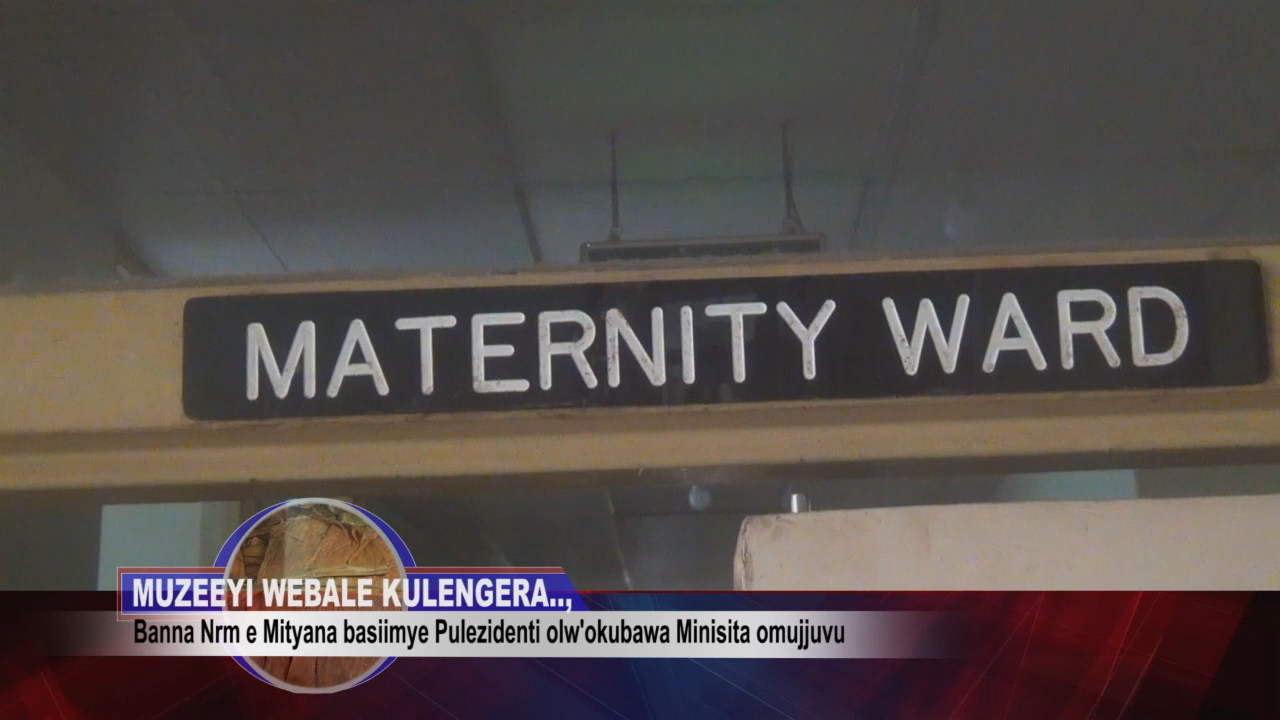 MATERNITY WARD
MUZEEYI WEBALE KULENGERA..,
Banna Nrm e Mityana basiimye Pulezidenti olw'okubawa Minisita omujjuvu